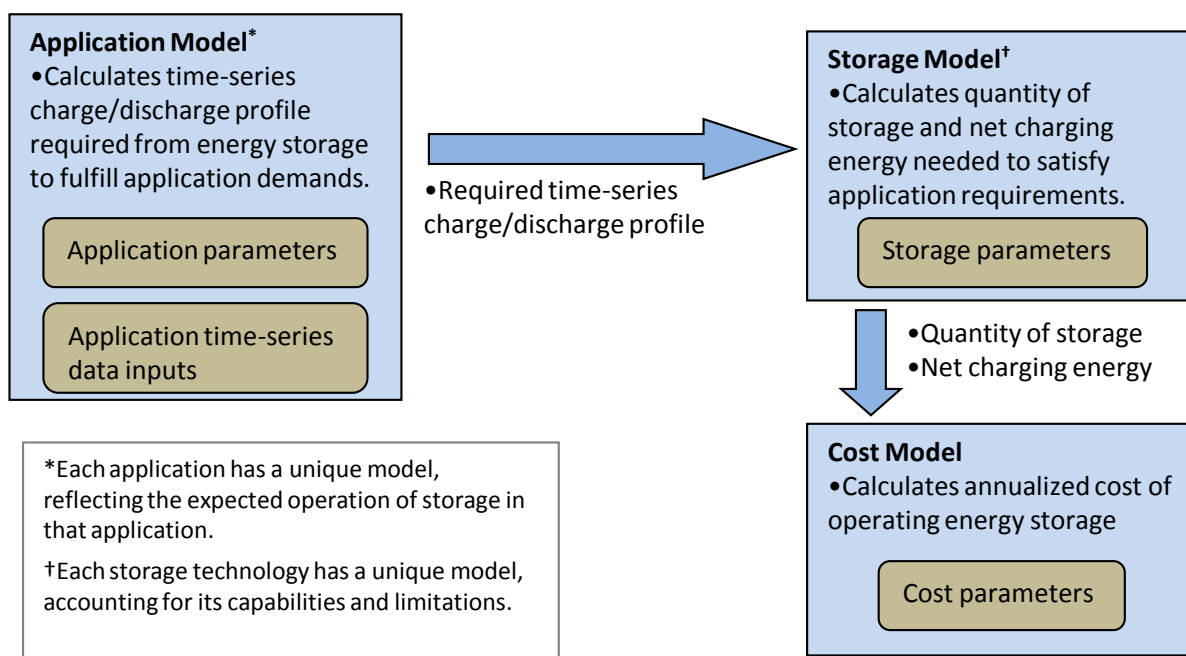 Application Model*
•Calculates time-series
charge/discharge profile
required from energy storage
to fulfill application demands.
Application parameters
Application time-series
data inputs
•Required time-series
charge/discharge profile
Storage Model†
•Calculates quantity of
storage and net charging
energy needed to satisfy
application requirements.
Storage parameters
•Quantity of storage
•Net charging energy
Cost Model
•Calculates annualized cost of
operating energy storage
Cost parameters
*Each application has a unique model,
reflecting the expected operation of storage in
that application.
†Each storage technology has a unique model,
accounting for its capabilities and limitations.